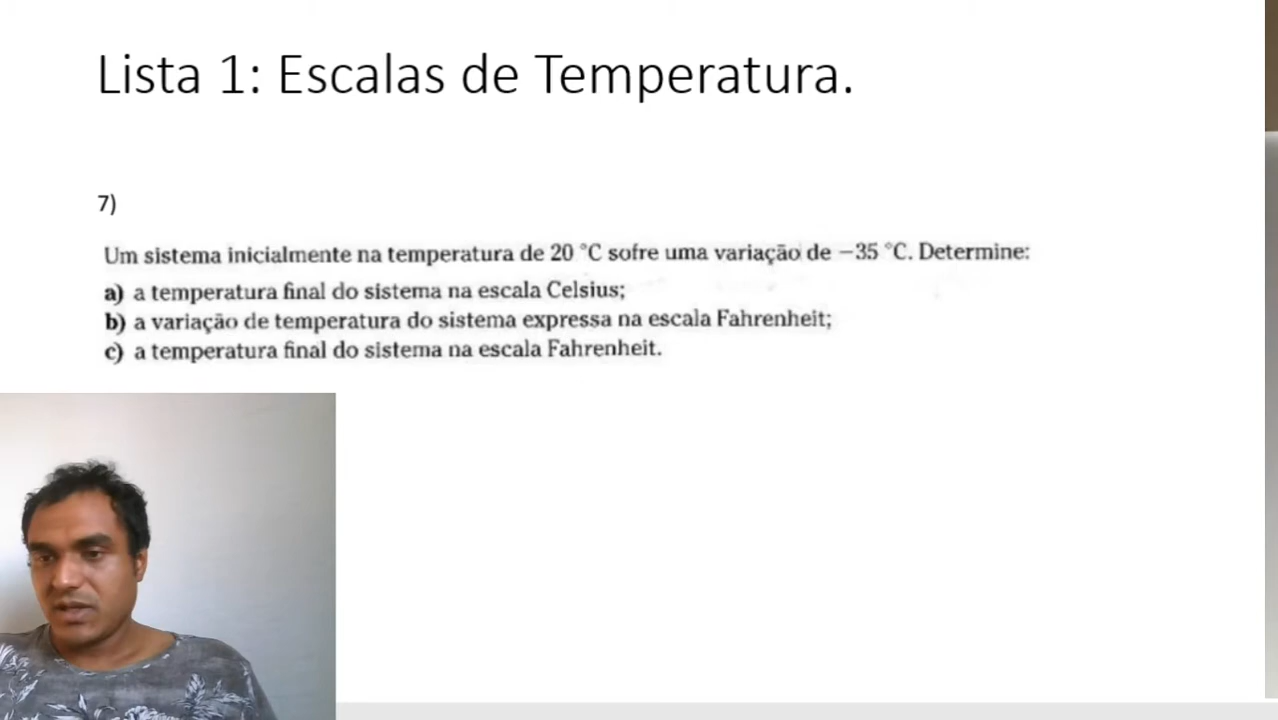 Lista 1: Escalas de Temperatura.
7)
Um sistema inicialmente na temperatura de 20 °C sofre uma variação de −35 °C. Determine:
a) a temperatura final do sistema na escala Celsius;
b) a variação de temperatura do sistema expressa na escala Fahrenheit;
c) a temperatura final do sistema na escala Fahrenheit.